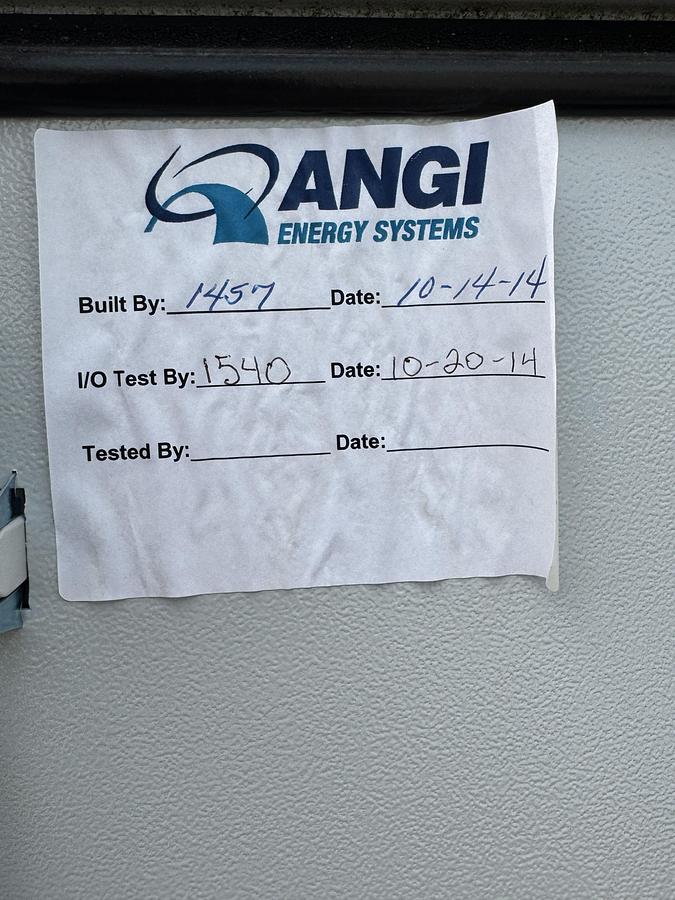 ANGI
ENERGY SYSTEMS
Built By: 1457 Date: 10-14-14
I/O Test By: 1540 Date: 10-20-14
Tested By: Date: